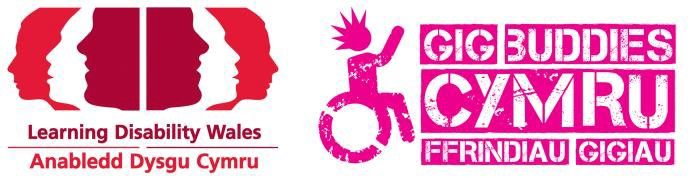 Learning Disability Wales
Anabledd Dysgu Cymru
GIG BUDDIES
CYMRU
FFRINDIAU GIGIAU